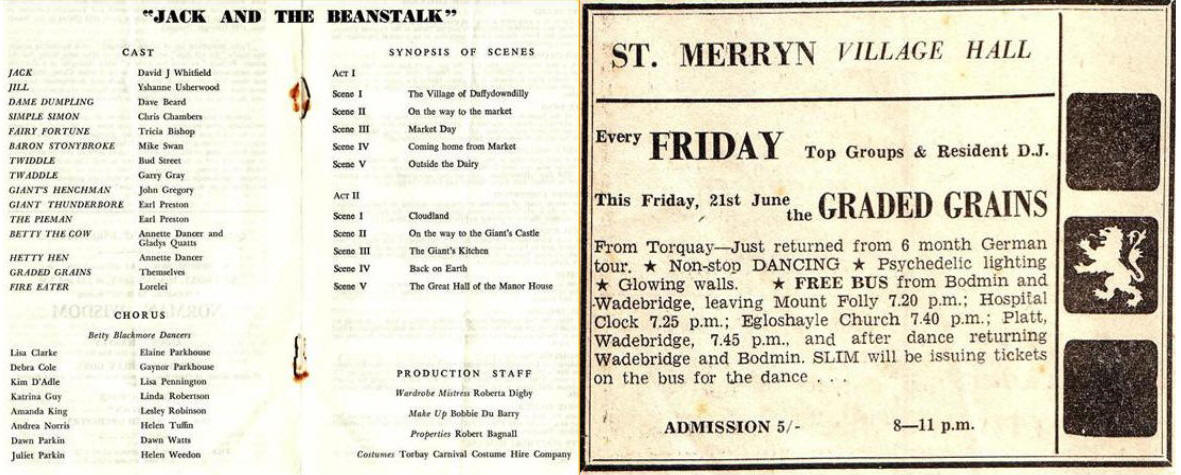 "JACK AND THE BEANSTALK"
CAST
JACK David J Whitfield
JILL Yshanne Usherwood
DAME DUMPLING Dave Beard
SIMPLE SIMON Chris Chambers
FAIRY FORTUNE Tricia Bishop
BARON STONYBROKE Mike Swan
TWIDDLE Bud Street
TWADDLE Garry Gray
GIANT'S HENCHMAN John Gregory
GIANT THUNDERBORE Earl Preston
THE PIEMAN Earl Preston
BETTY THE COW Annette Dancer and
Gladys Quatts
HETTY HEN Annette Dancer
GRADED GRAINS Themselves
FIRE EATER Lorelei
CHORUS
Betty Blackmore Dancers
Lisa Clarke Elaine Parkhouse
Debra Cole Gaynor Parkhouse
Kim D'Adle Lisa Pennington
Katrina Guy Linda Robertson
Amanda King Lesley Robinson
Andrea Norris Helen Tuffin
Dawn Parkin Dawn Watts
Juliet Parkin Helen Weedon
SYNOPSIS OF SCENES
ACT I
Scene I The Village of Daffydowndilly
Scene II On the way to the market
Scene III Market Day
Scene IV Coming home from Market
Scene V Outside the Dairy
ACT II
Scene I Cloudland
Scene II On the way to the Giant's Castle
Scene III The Giant's Kitchen
Scene IV Back on Earth
Scene V The Great Hall of the Manor House
PRODUCTION STAFF
Wardrobe Mistress Roberta Digby
Make Up Bobbie Du Barry
Properties Robert Bagnall
Costumes Torbay Carnival Costume Hire Company
ST. MERRYN VILLAGE HALL
Every FRIDAY Top Groups & Resident D.J.
This Friday, 21st June the GRADED GRAINS
From Torquay—Just returned from 6 month German
tour. ★ Non-stop DANCING ★ Psychedelic lighting
★ Glowing walls. ★ FREE BUS from Bodmin and
Wadebridge, leaving Mount Folly 7.20 p.m.; Hospital
Clock 7.25 p.m.; Egloshayle Church 7.40 p.m.; Platt,
Wadebridge, 7.45 p.m., and after dance returning
Wadebridge and Bodmin. SLIM will be issuing tickets
on the bus for the dance . . .
ADMISSION 5/- 8—11 p.m.